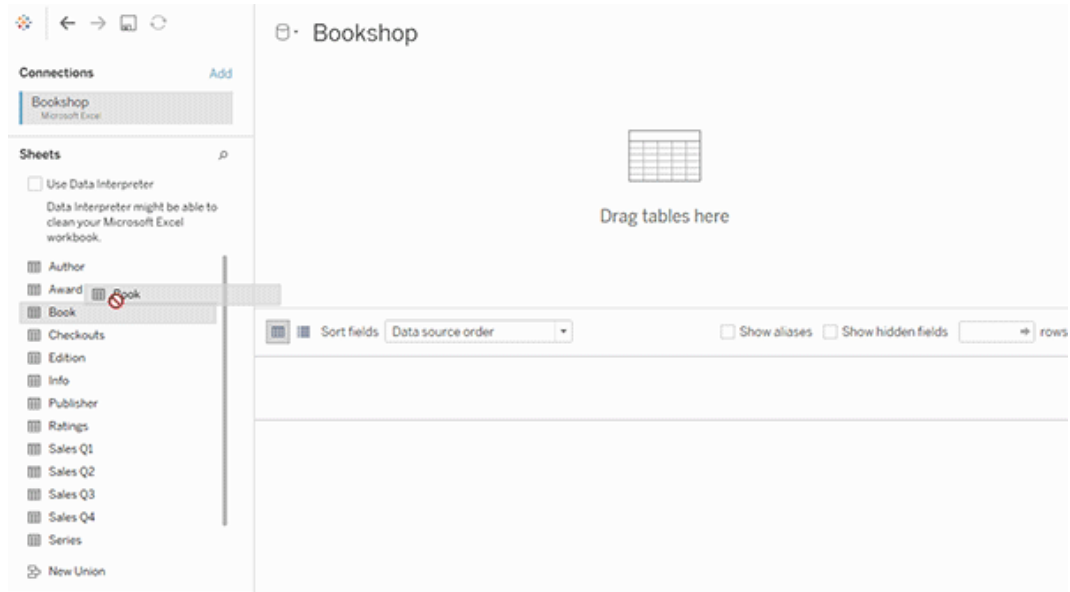 Bookshop
Connections
Add
Bookshop
Microsoft Excel
Sheets
Use Data Interpreter
Data Interpreter might be able to
clean your Microsoft Excel
workbook.
Author
Award
Book
Book
Checkouts
Edition
Info
Publisher
Ratings
Sales Q1
Sales Q2
Sales Q3
Sales Q4
Series
New Union
Drag tables here
Sort fields
Data source order
Show aliases
Show hidden fields
rows